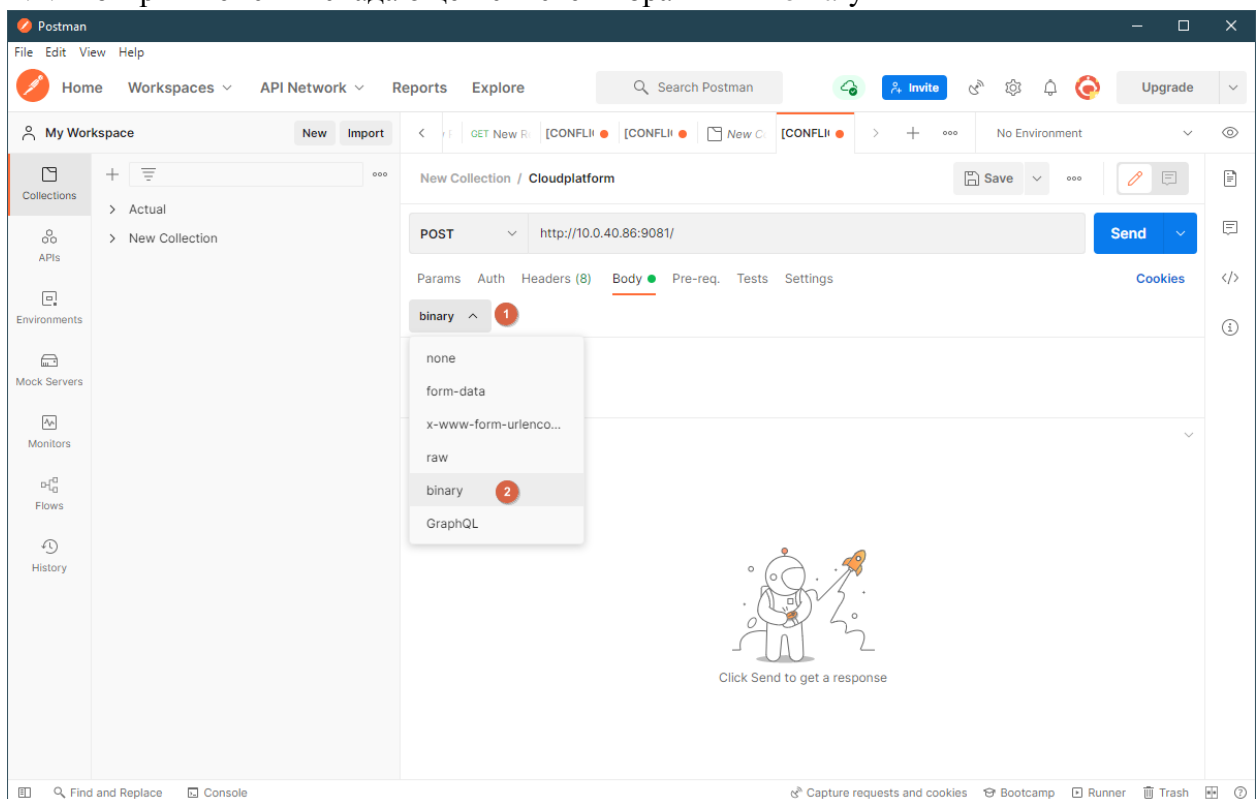 Postman
File Edit View Help
Home Workspaces API Network Reports Explore Search Postman Invite Upgrade
My Workspace New Import GET New R [CONFLI [CONFLI New C [CONFLI No Environment
Collections
New Collection / Cloudplatform Save
Actual
New Collection
POST http://10.0.40.86:9081/ Send
APIs
Params Auth Headers (8) Body Pre-req. Tests Settings Cookies
Environments
binary 1
none
Mock Servers
form-data
x-www-form-urlenco...
Monitors
raw
binary 2
Flows
GraphQL
History
Click Send to get a response
Find and Replace Console Capture requests and cookies Bootcamp Runner Trash